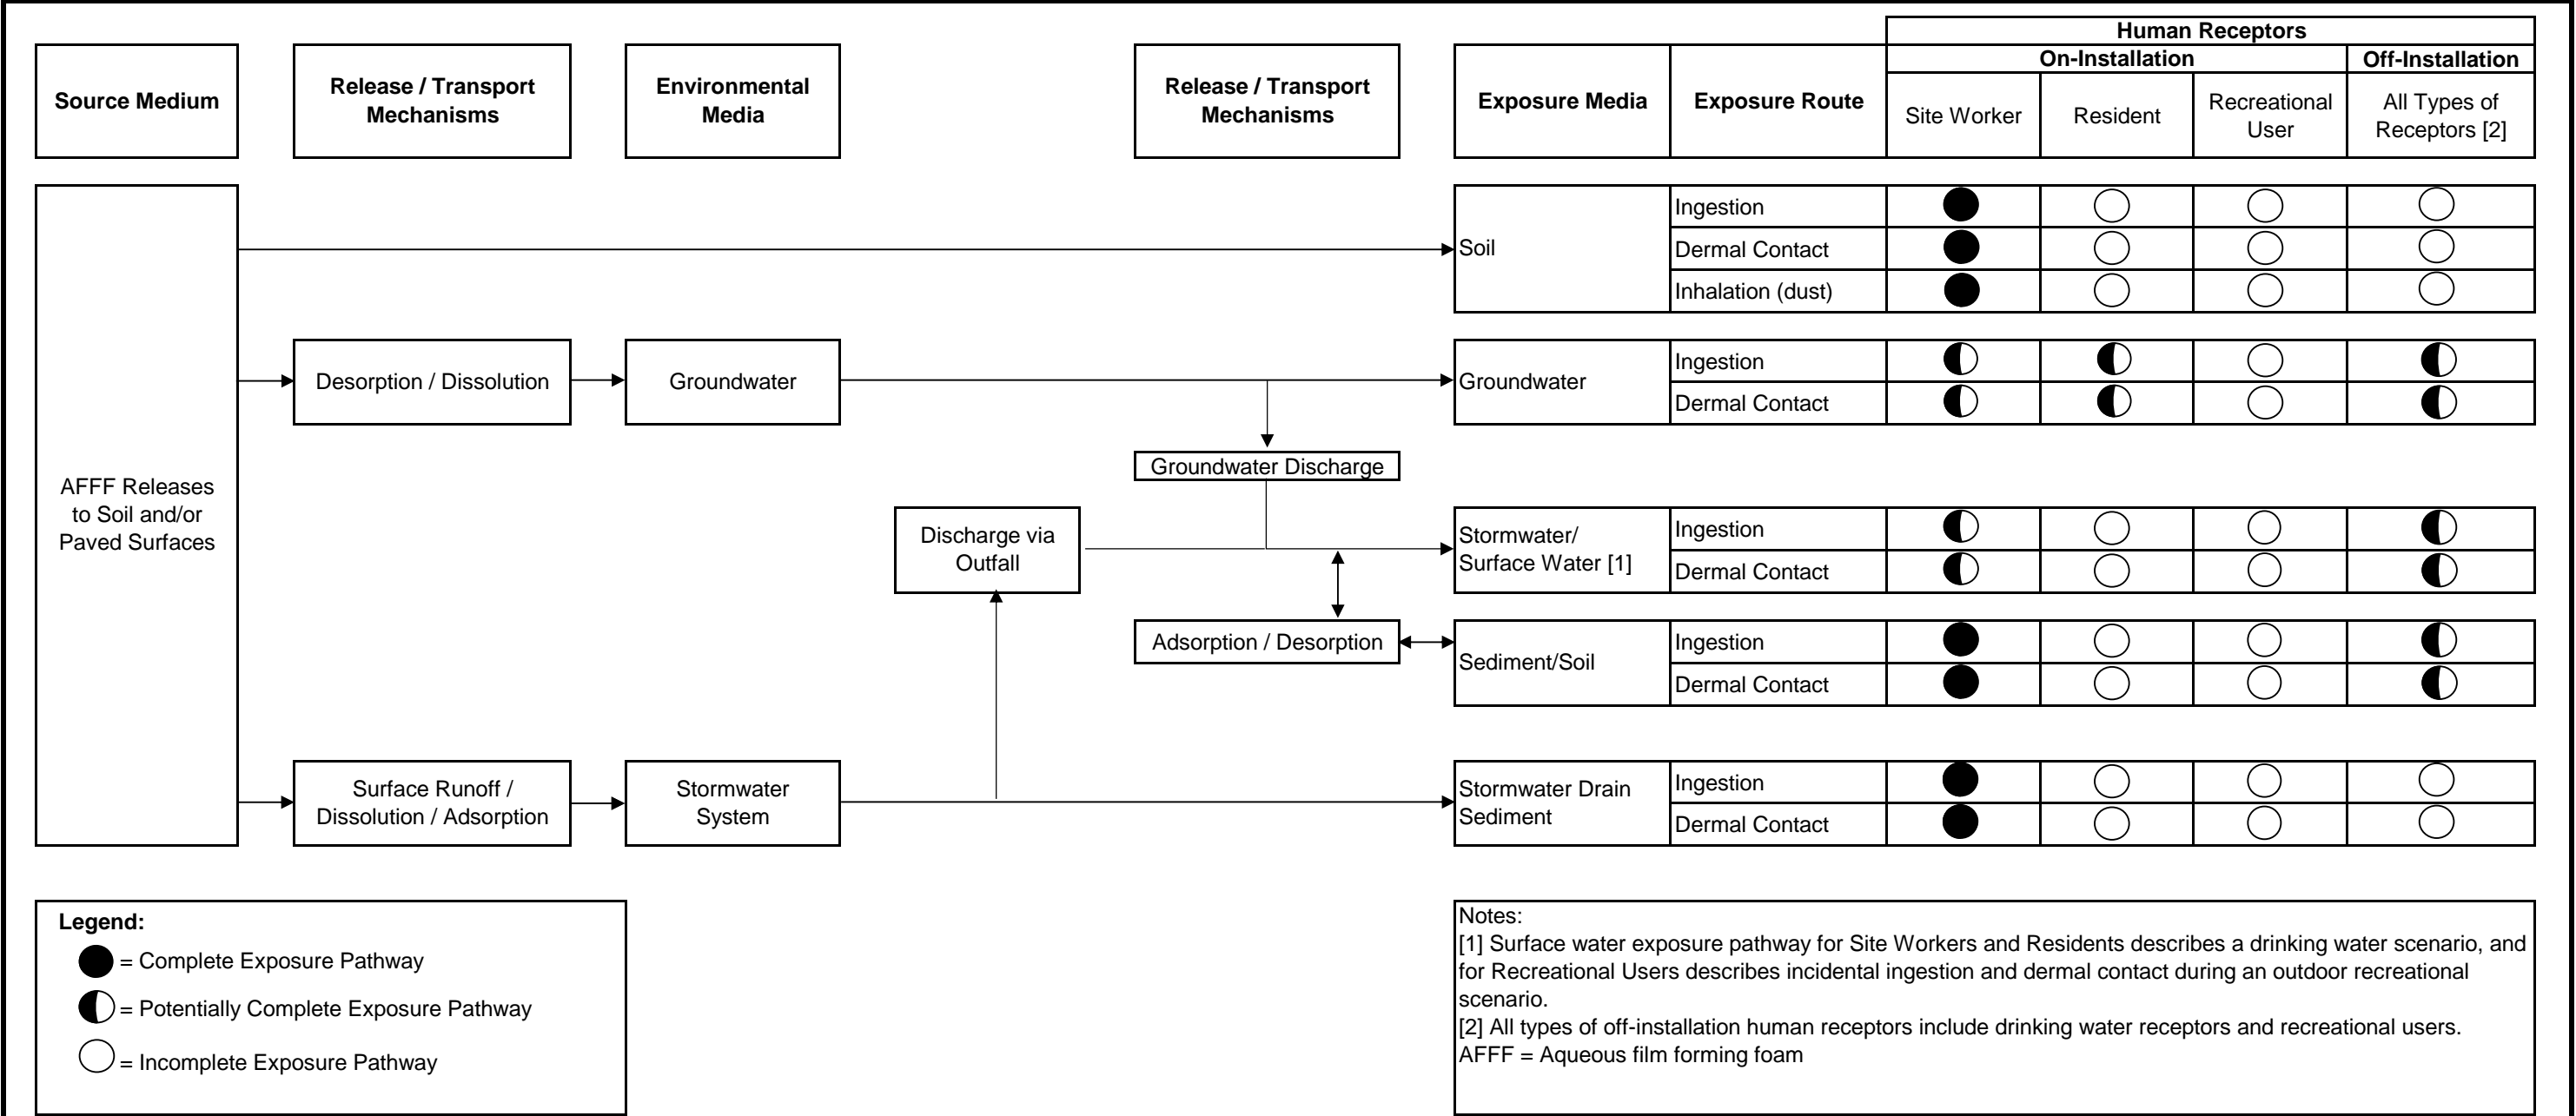 Human Receptors
On-Installation
Off-Installation
Source Medium
Release / Transport
Mechanisms
Environmental
Media
Release / Transport
Mechanisms
Exposure Media
Exposure Route
Site Worker
Resident
Recreational
User
All Types of
Receptors [2]
AFFF Releases
to Soil and/or
Paved Surfaces
Soil
Ingestion
Dermal Contact
Inhalation (dust)
Desorption / Dissolution
Groundwater
Groundwater
Ingestion
Dermal Contact
Groundwater Discharge
Discharge via
Outfall
Stormwater/
Surface Water [1]
Ingestion
Dermal Contact
Adsorption / Desorption
Sediment/Soil
Ingestion
Dermal Contact
Surface Runoff /
Dissolution / Adsorption
Stormwater
System
Stormwater Drain
Sediment
Ingestion
Dermal Contact
Legend:
= Complete Exposure Pathway
= Potentially Complete Exposure Pathway
= Incomplete Exposure Pathway
Notes:
[1] Surface water exposure pathway for Site Workers and Residents describes a drinking water scenario, and
for Recreational Users describes incidental ingestion and dermal contact during an outdoor recreational
scenario.
[2] All types of off-installation human receptors include drinking water receptors and recreational users.
AFFF = Aqueous film forming foam